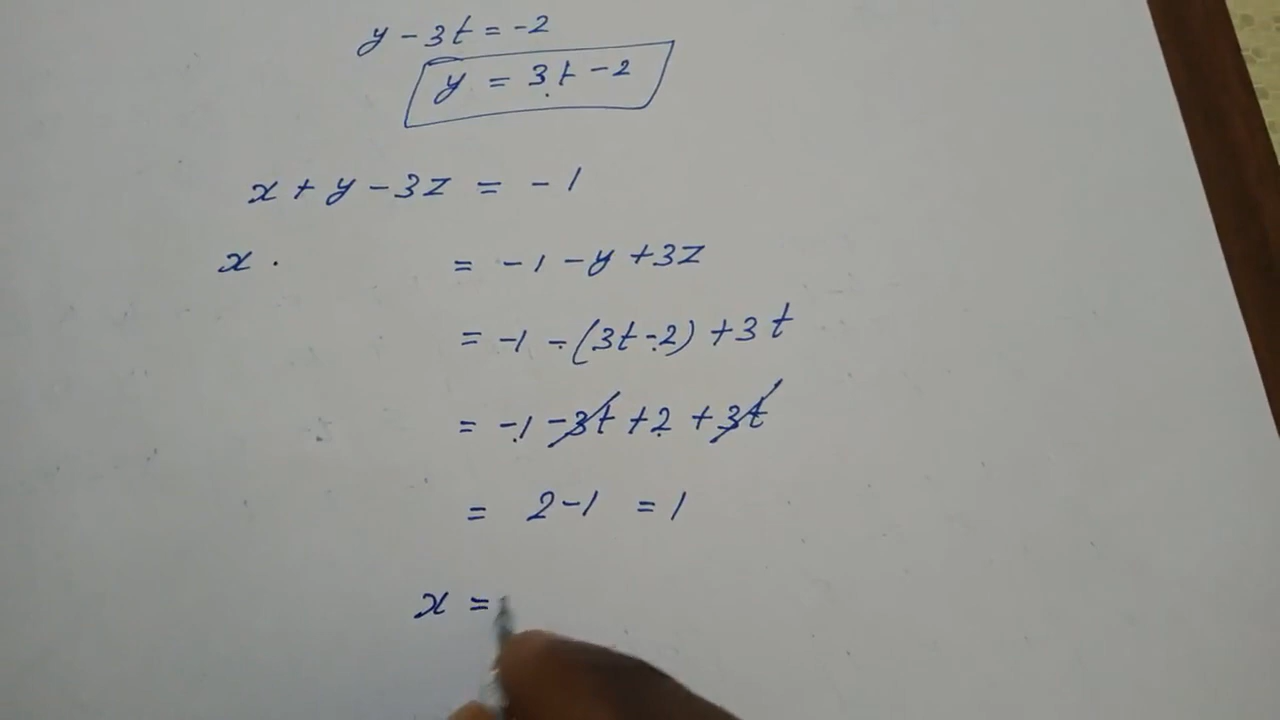 y - 3t = -2
y = 3t - 2
x + y - 3z = -1
x . = -1 - y + 3z
= -1 - (3t - 2) + 3t
= -1 - 3t + 2 + 3t
= 2 - 1 = 1
x =